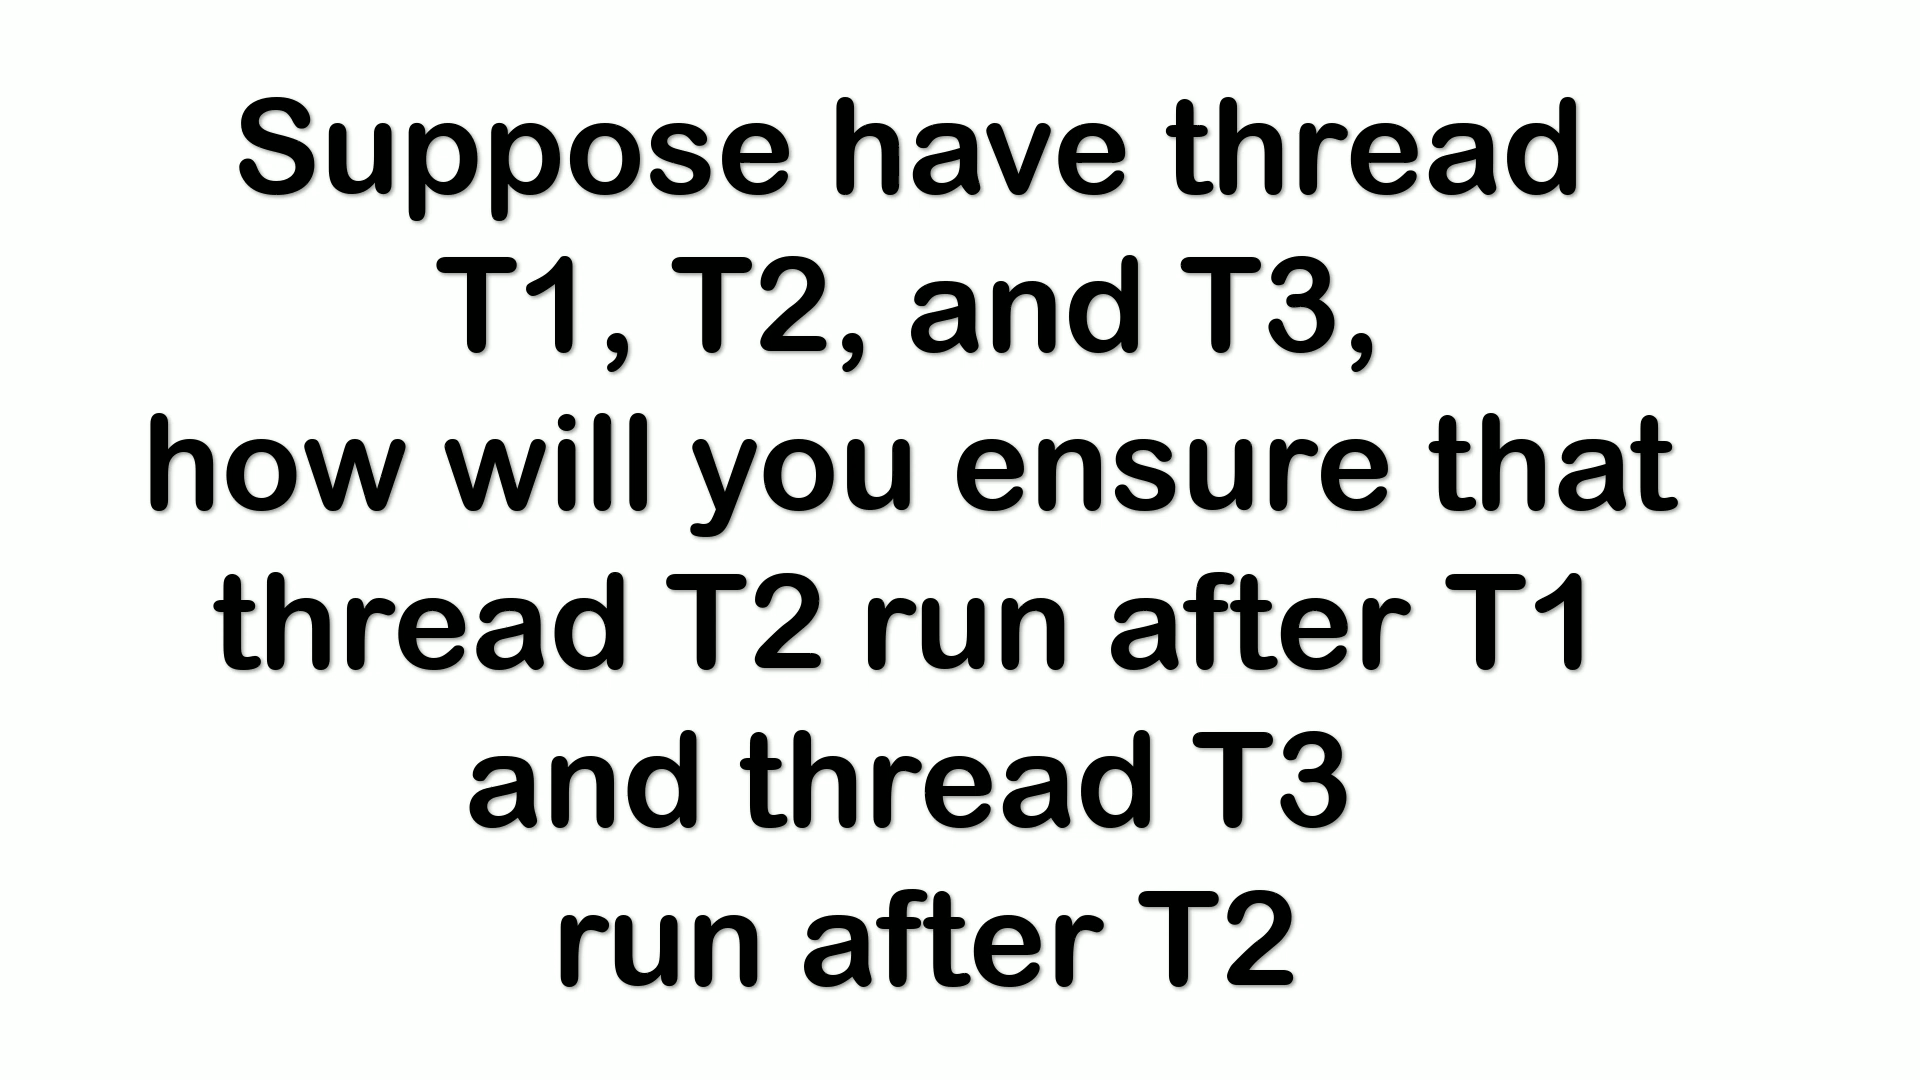 Suppose have thread
T1, T2, and T3,
how will you ensure that
thread T2 run after T1
and thread T3
run after T2